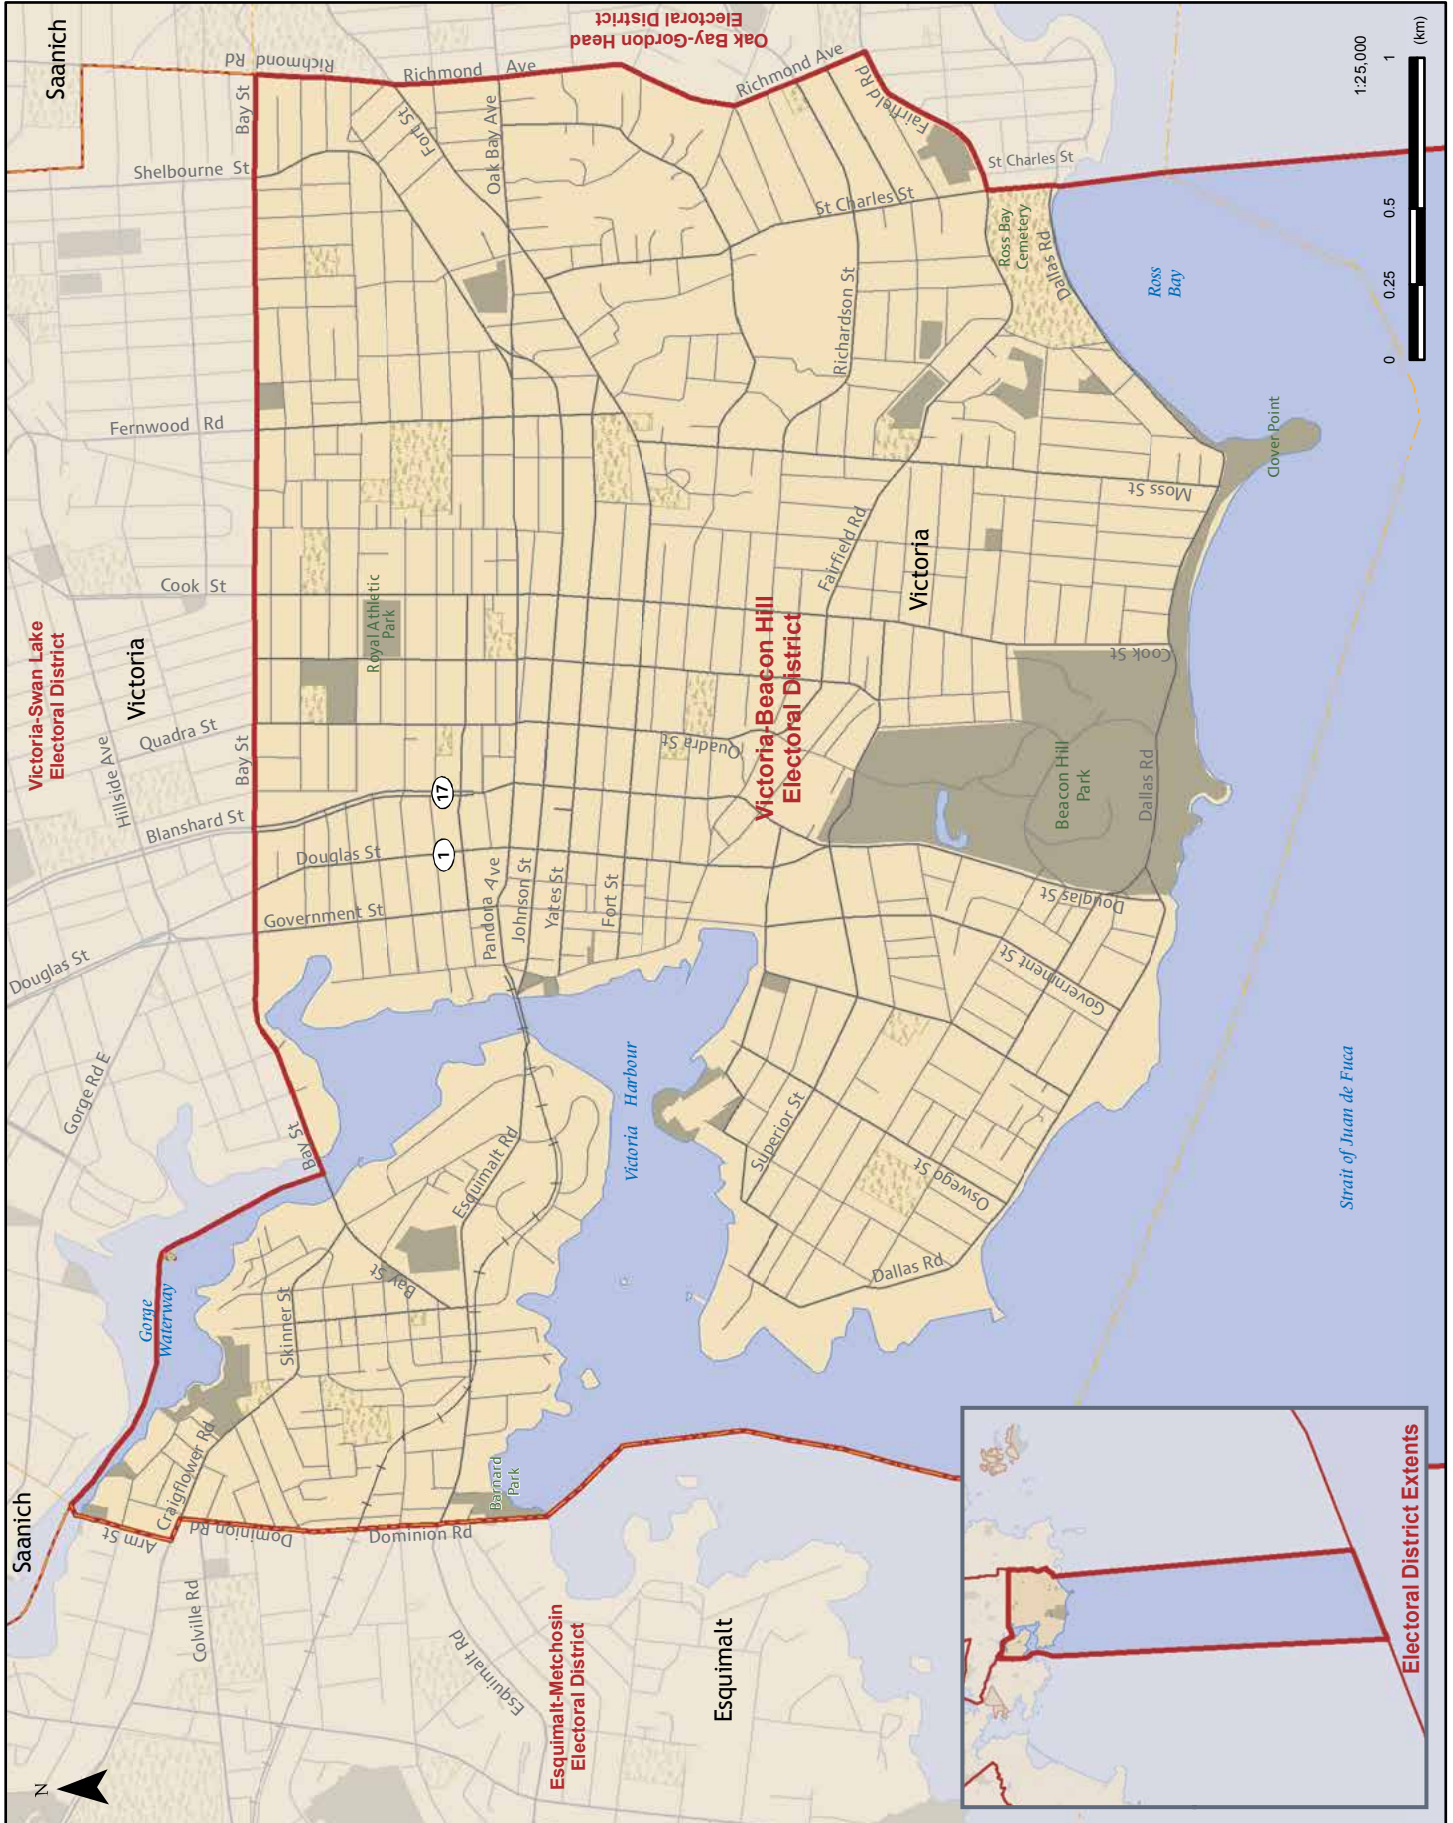 N
Saanich
Saanich
Victoria-Swan Lake
Electoral District
Douglas St
Gorge Rd E
Hillside Ave
Victoria
Arm St
Gorge
Waterway
Quadra St
Cook St
Fernwood Rd
Shelbourne St
Colville Rd
Craigflower Rd
Dominion Rd
Blanshard St
Bay St
Bay St
Richmond Rd
Skinner St
Dominion Rd
Bay St
Government St
Douglas St
Bay St
Royal Athletic
Park
Richmond Ave
Fort St
1
17
Esquimalt Rd
Esquimalt Rd
Barnard
Park
Pandora Ave
Johnson St
Yates St
Fort St
Oak Bay Ave
Esquimalt-Metchosin
Electoral District
Oak Bay-Gordon Head
Electoral District
Victoria Harbour
Quadra St
Esquimalt
Victoria-Beacon Hill
Electoral District
Richmond Ave
Superior St
Fairfield Rd
Richardson St
St Charles St
Fairfield Rd
Victoria
Dallas Rd
Oswego St
Government St
Douglas St
St Charles St
Ross Bay
Cemetery
Dallas Rd
Beacon Hill
Park
Cook St
Moss St
Dallas Rd
Ross
Bay
Clover Point
Strait of Juan de Fuca
1:25,000
0 0.25 0.5 1
(km)
Electoral District Extents